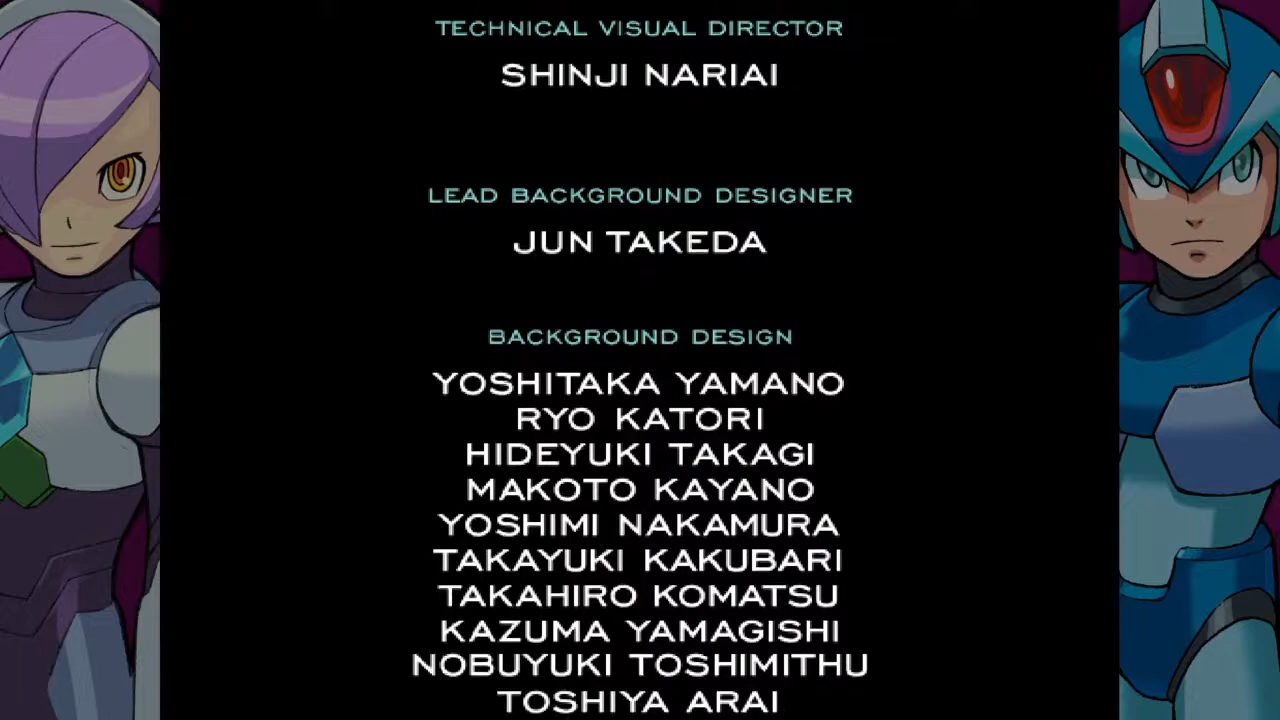 TECHNICAL VISUAL DIRECTOR
SHINJI NARIAI
LEAD BACKGROUND DESIGNER
JUN TAKEDA
BACKGROUND DESIGN
YOSHITAKA YAMANO
RYO KATORI
HIDEYUKI TAKAGI
MAKOTO KAYANO
YOSHIMI NAKAMURA
TAKAYUKI KAKUBARI
TAKAHIRO KOMATSU
KAZUMA YAMAGISHI
NOBUYUKI TOSHIMITHU
TOSHIYA ARAI